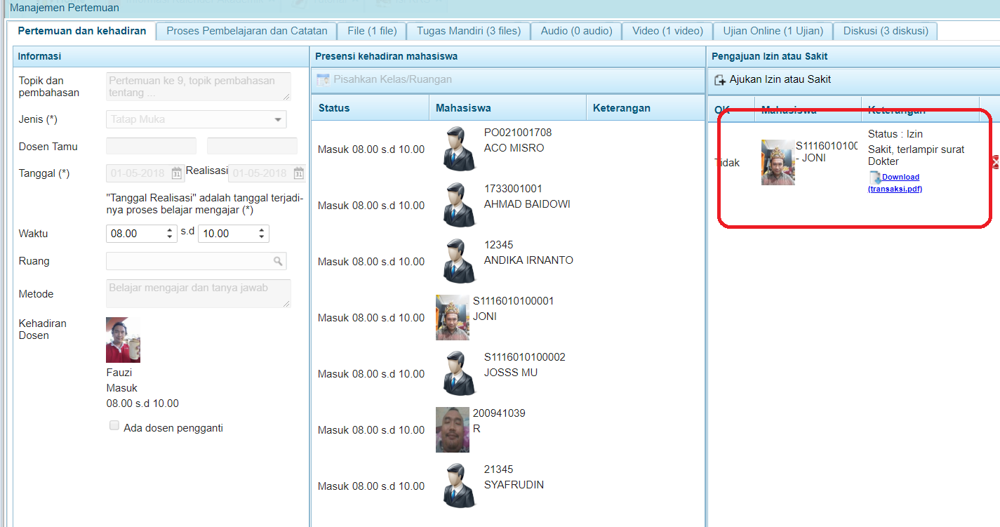 Manajemen Pertemuan
Pertemuan dan kehadiran
Proses Pembelajaran dan Catatan
File (1 file)
Tugas Mandiri (3 files)
Audio (0 audio)
Video (1 video)
Ujian Online (1 Ujian)
Diskusi (3 diskusi)
Informasi
Topik dan
pembahasan
Pertemuan ke 9, topik pembahasan
tentang ...
Jenis (*)
Tatap Muka
Dosen Tamu
Tanggal (*)
01-05-2018
Realisasi
01-05-2018
"Tanggal Realisasi" adalah tanggal terjadi-
nya proses belajar mengajar (*)
Waktu
08.00
s.d
10.00
Ruang
Metode
Belajar mengajar dan tanya jawab
Kehadiran
Dosen
Fauzi
Masuk
08.00 s.d 10.00
Ada dosen pengganti
Presensi kehadiran mahasiswa
Pisahkan Kelas/Ruangan
Status
Mahasiswa
Keterangan
Masuk 08.00 s.d 10.00
PO021001708
ACO MISRO
Masuk 08.00 s.d 10.00
1733001001
AHMAD BAIDOWI
Masuk 08.00 s.d 10.00
12345
ANDIKA IRNANTO
Masuk 08.00 s.d 10.00
S1116010100001
JONI
Masuk 08.00 s.d 10.00
S1116010100002
JOSSS MU
Masuk 08.00 s.d 10.00
200941039
R
Masuk 08.00 s.d 10.00
21345
SYAFRUDIN
Pengajuan Izin atau Sakit
Ajukan Izin atau Sakit
OK
Mahasiswa
Keterangan
Tidak
S1116010100
- JONI
Status : Izin
Sakit, terlampir surat
Dokter
Download
(transaksi.pdf)